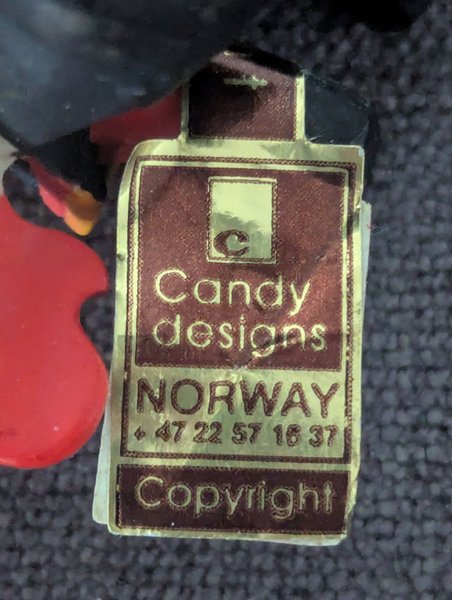 C
Candy
designs
NORWAY
+ 47 22 57 16 37
Copyright